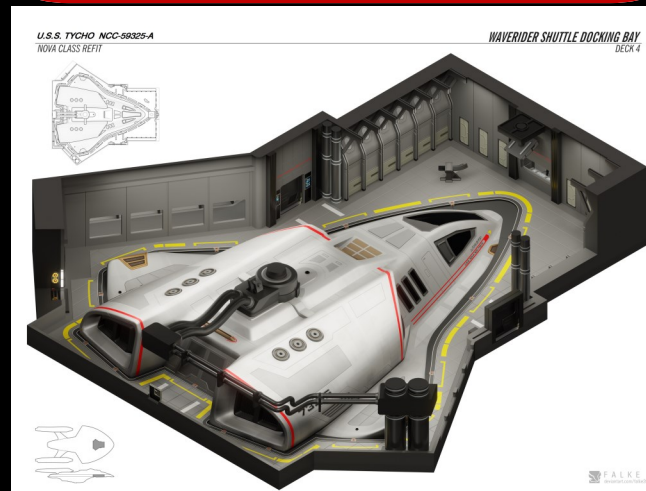 U.S.S. TYCHO NCC-59325-A
NOVA CLASS REFIT
WAVERIDER SHUTTLE DOCKING BAY
DECK 4
FALKE